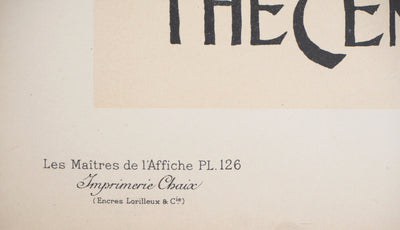 THE CEN
Les Maîtres de l'Affiche PL. 126
Imprimerie Chaix
(Encres Lorilleux & Cie)